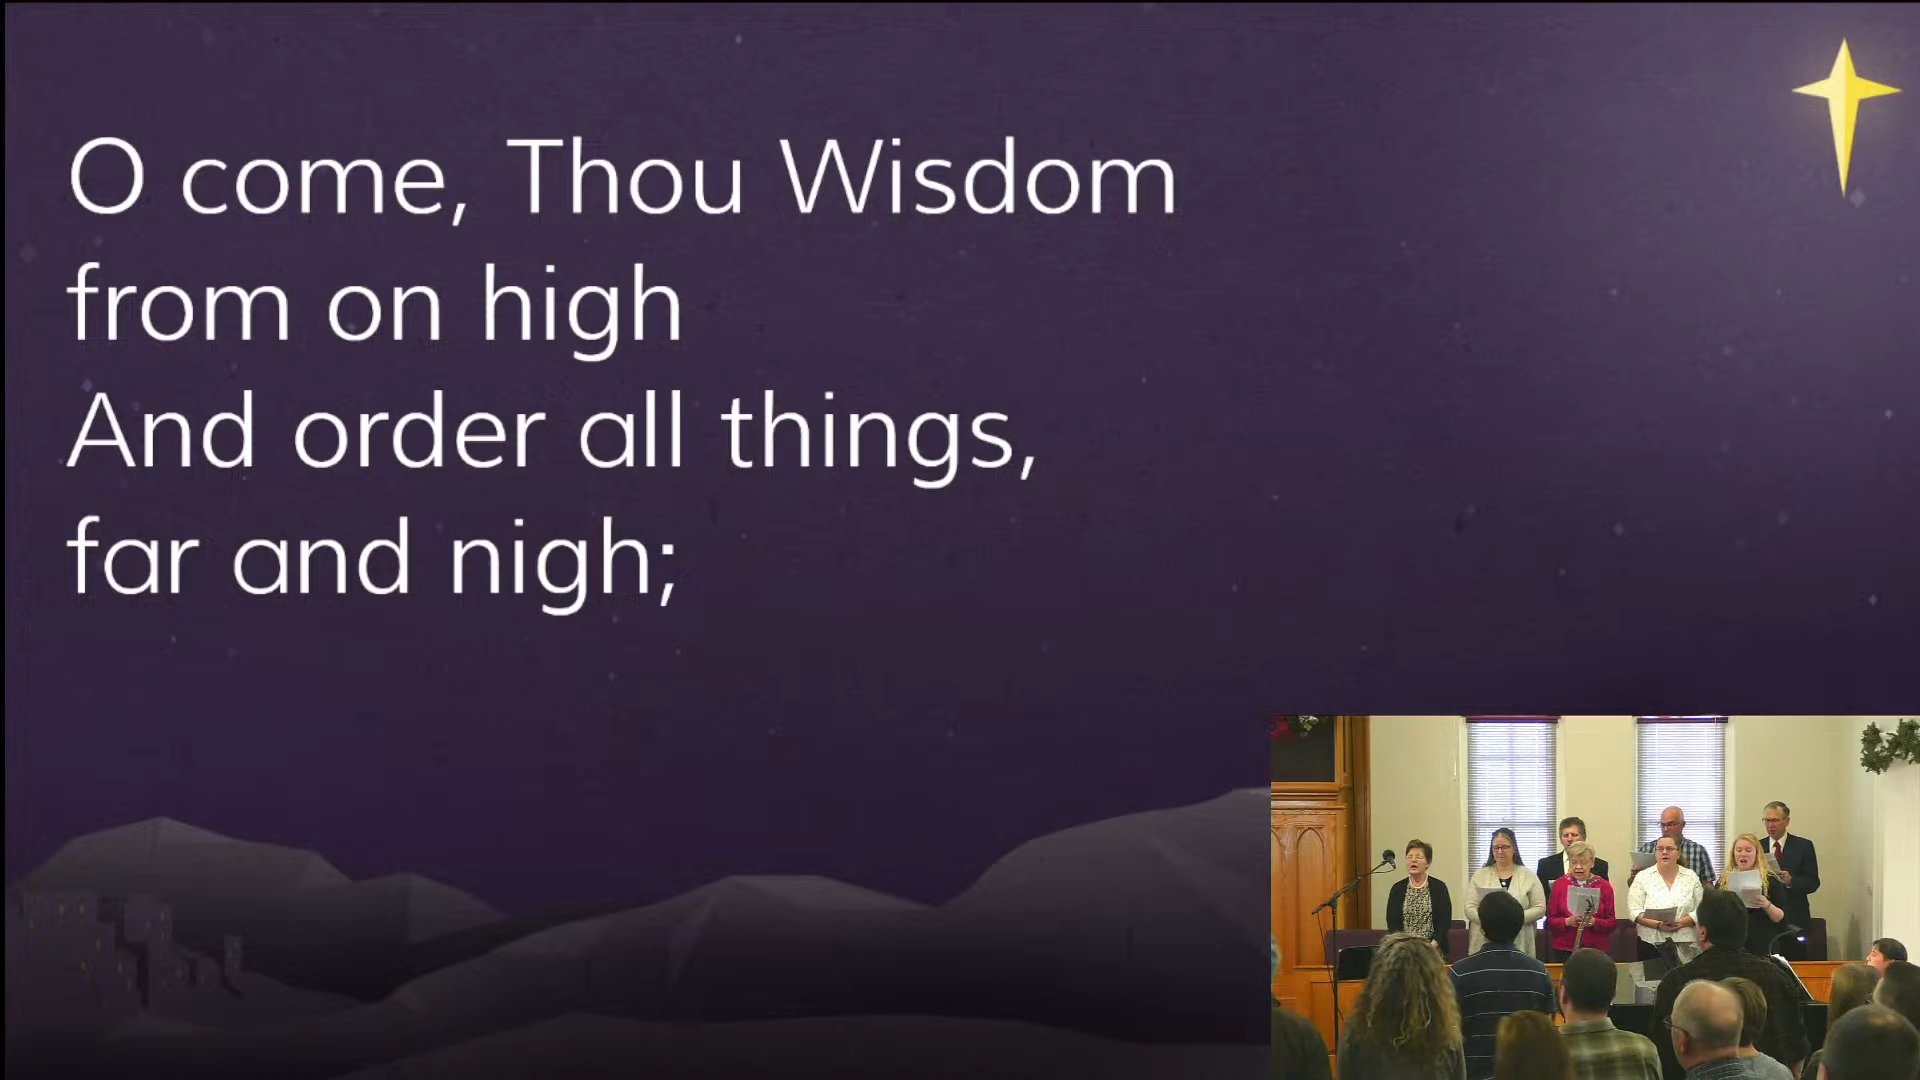 O come, Thou Wisdom
from on high
And order all things,
far and nigh;